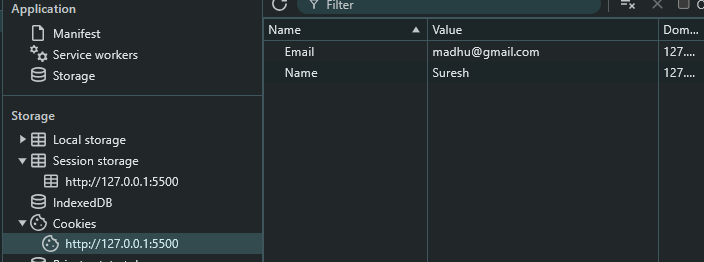 Application
Manifest
Service workers
Storage
Storage
Local storage
Session storage
http://127.0.0.1:5500
IndexedDB
Cookies
http://127.0.0.1:5500
Filter
Name Value Dom...
Email madhu@gmail.com 127....
Name Suresh 127....